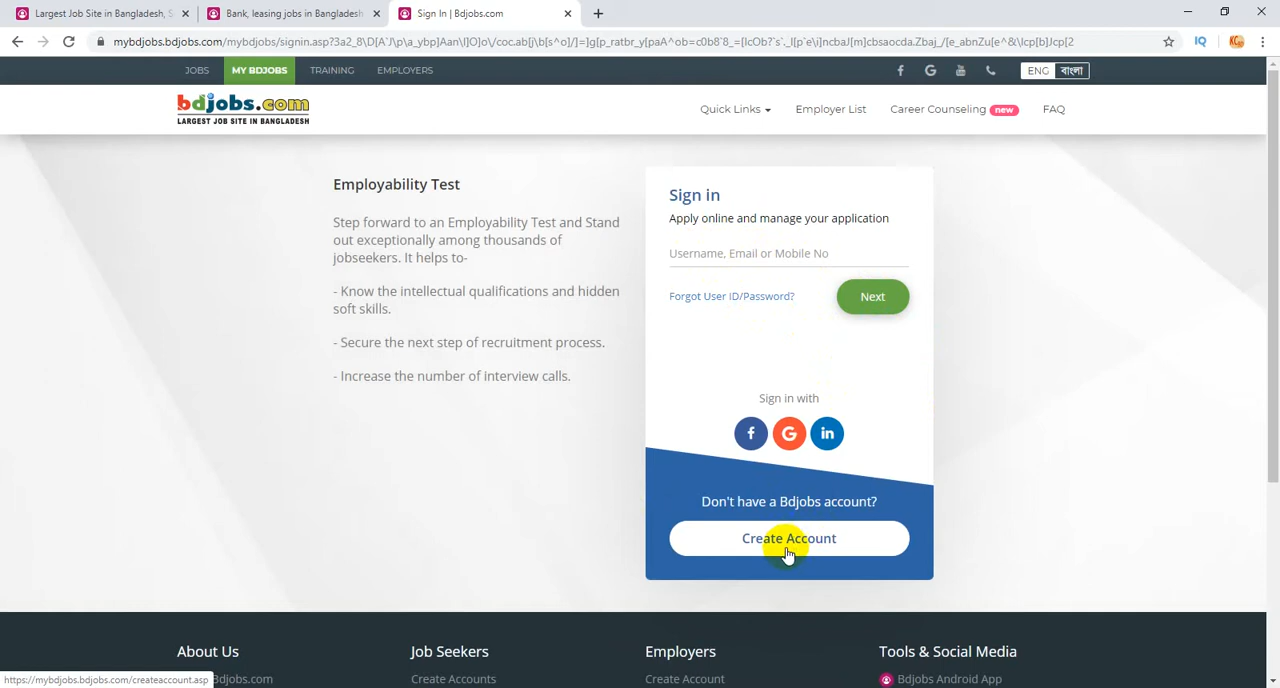 Largest Job Site in Bangladesh, S
Bank, leasing jobs in Bangladesh
Sign In | Bdjobs.com
JOBS
MY BDJOBS
TRAINING
EMPLOYERS
ENG
বাংলা
bdjobs.com
LARGEST JOB SITE IN BANGLADESH
Quick Links
Employer List
Career Counseling new
FAQ
Employability Test
Step forward to an Employability Test and Stand
out exceptionally among thousands of
jobseekers. It helps to-
- Know the intellectual qualifications and hidden
soft skills.
- Secure the next step of recruitment process.
- Increase the number of interview calls.
Sign in
Apply online and manage your application
Username, Email or Mobile No
Forgot User ID/Password?
Next
Sign in with
Don't have a Bdjobs account?
Create Account
About Us
Job Seekers
Employers
Tools & Social Media
https://mybdjobs.bdjobs.com/createaccount.asp
Bdjobs.com
Create Accounts
Create Account
Bdjobs Android App